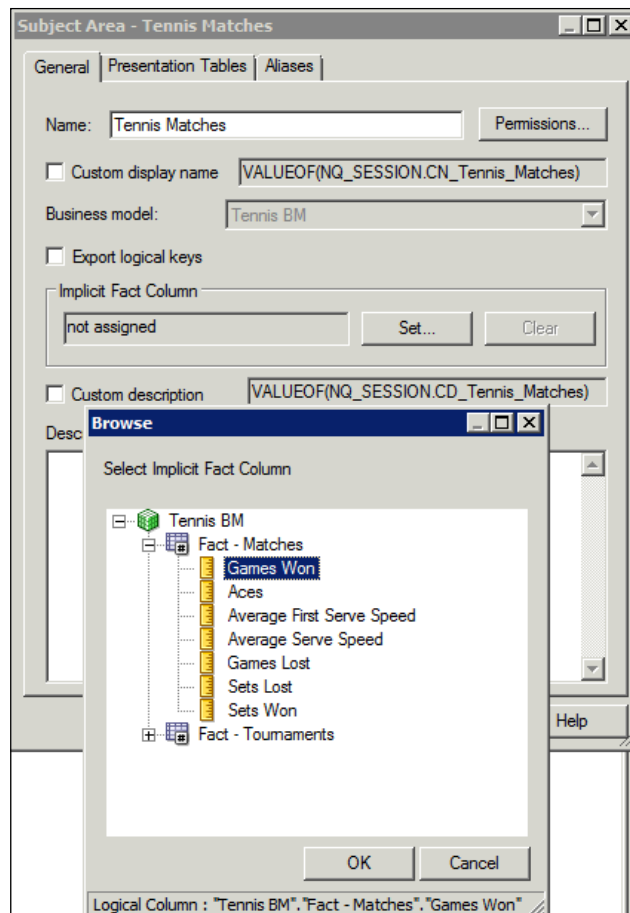 Subject Area - Tennis Matches
General Presentation Tables Aliases
Name: Tennis Matches Permissions...
Custom display name VALUEOF(NQ_SESSION.CN_Tennis_Matches)
Business model: Tennis BM
Export logical keys
Implicit Fact Column
not assigned Set... Clear
Custom description VALUEOF(NQ_SESSION.CD_Tennis_Matches)
Desc
Browse
Select Implicit Fact Column
Tennis BM
Fact - Matches
Games Won
Aces
Average First Serve Speed
Average Serve Speed
Games Lost
Sets Lost
Sets Won
Fact - Tournaments
Help
OK Cancel
Logical Column : "Tennis BM"."Fact - Matches"."Games Won"